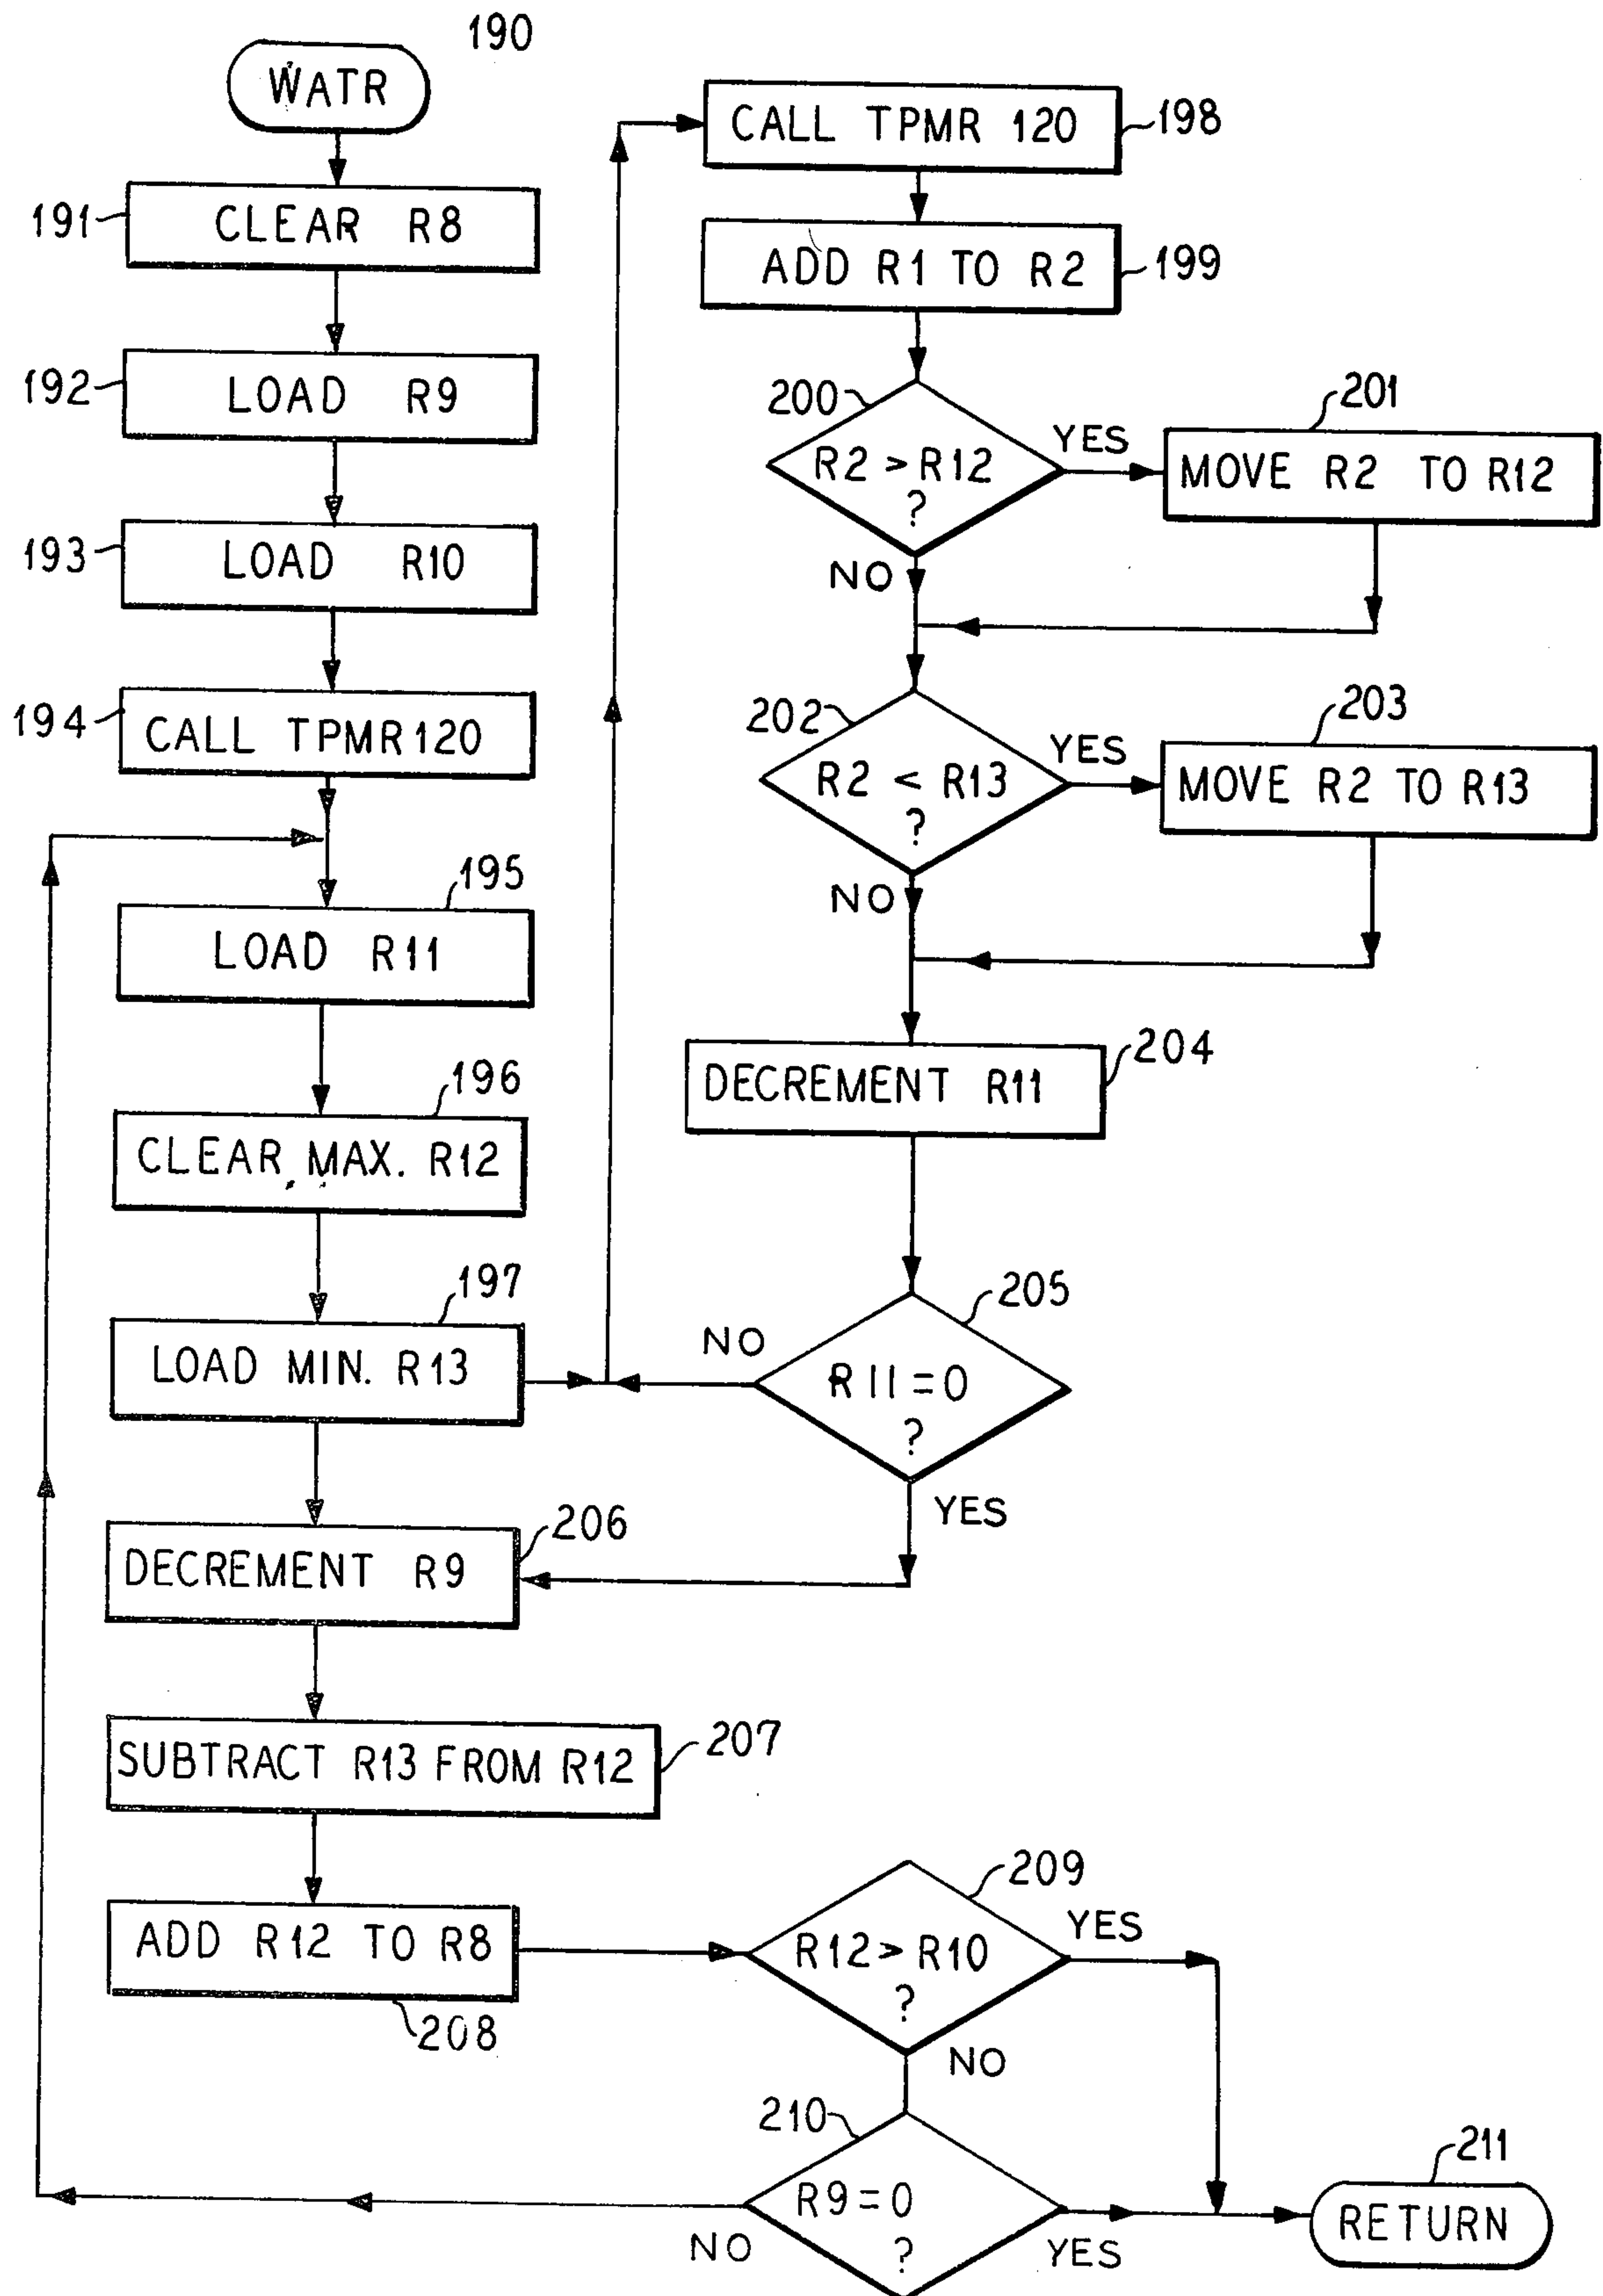 190
WATR
191
CLEAR R8
192
LOAD R9
193
LOAD R10
194
CALL TPMR 120
195
LOAD R11
196
CLEAR MAX. R12
197
LOAD MIN. R13
CALL TPMR 120
198
ADD R1 TO R2
199
200
R2 > R12
?
YES
NO
201
MOVE R2 TO R12
202
R2 < R13
?
YES
NO
203
MOVE R2 TO R13
204
DECREMENT R11
205
R11=0
?
NO
YES
206
DECREMENT R9
207
SUBTRACT R13 FROM R12
ADD R12 TO R8
208
209
R12 > R10
?
YES
NO
210
R9=0
?
NO
YES
211
RETURN